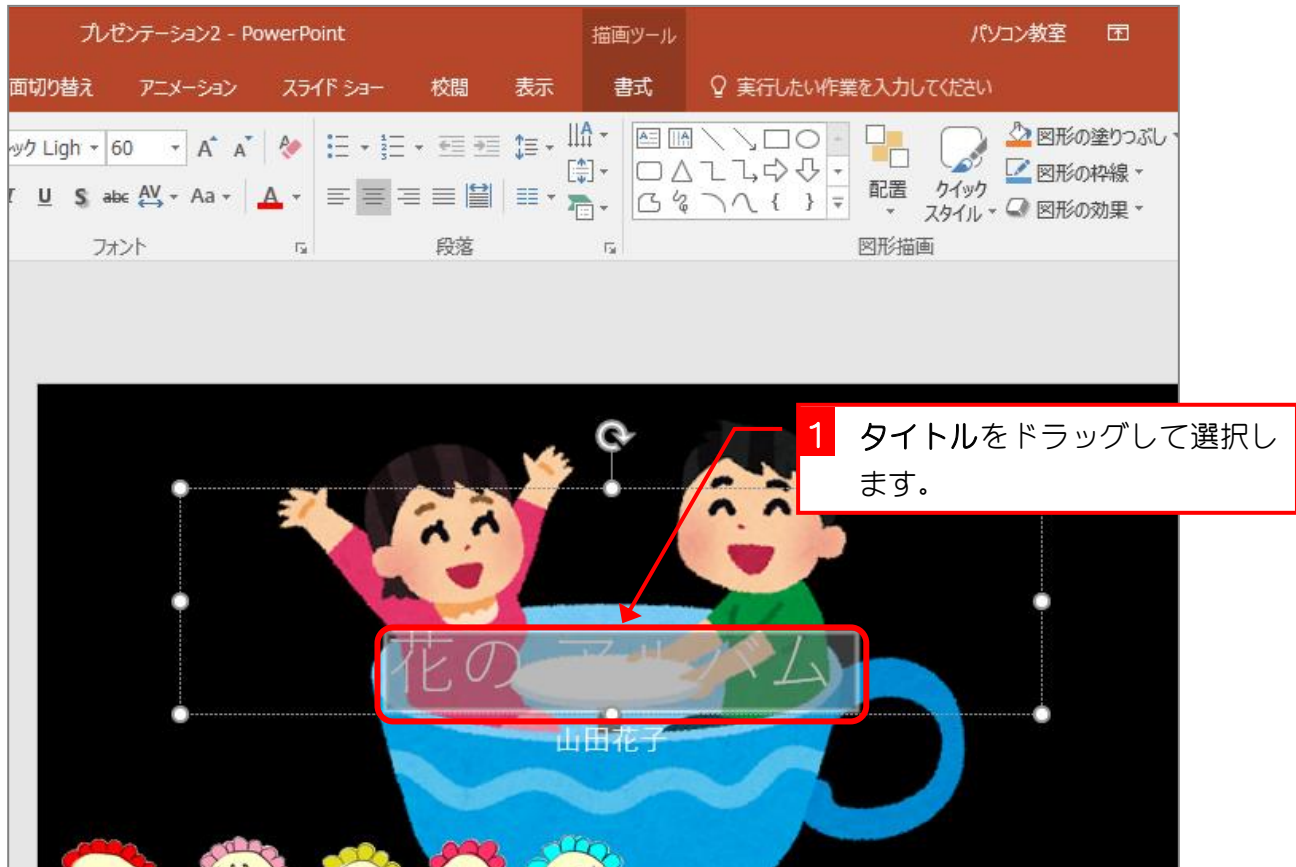 プレゼンテーション2 - PowerPoint
描画ツール
パソコン教室
面切り替え アニメーション スライド ショー 校閲 表示 書式 実行したい作業を入力してください
ック Ligh 60 A A
U S abc AV Aa A
配置
クイック
スタイル
図形の塗りつぶし
図形の枠線
図形の効果
フォント 段落 図形描画
1 タイトルをドラッグして選択し
ます。
花の アルバム
山田花子